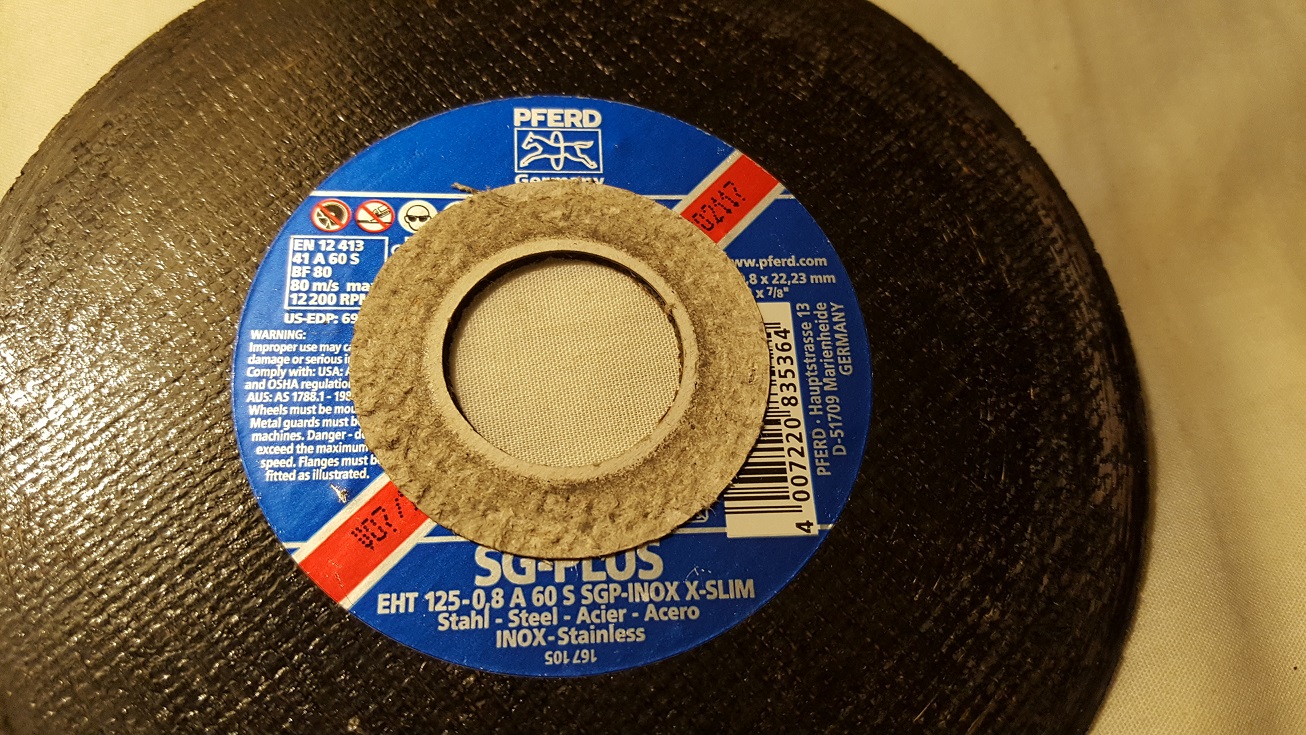 PFERD
Germany
02117
EN 12 413
41 A 60 S
BF 80
80 m/s
12 200 RPM
US-EDP: 69
WARNING:
Improper use may
damage or serious
Comply with: USA:
and OSHA
AUS: AS 1788.1 - 198
Wheels must be
Metal guards must
machines. Danger -
exceed the maximum
speed. Flanges must
fitted as illustrated.
www.pferd.com
,8 x 22,23 mm
x 7/8"
4 007220 835364
PFERD · Hauptstrasse 13
D-51709 Marienheide
GERMANY
SG-PLUS
EHT 125-0,8 A 60 S SGP-INOX X-SLIM
Stahl - Steel - Acier - Acero
INOX-Stainless
167 105